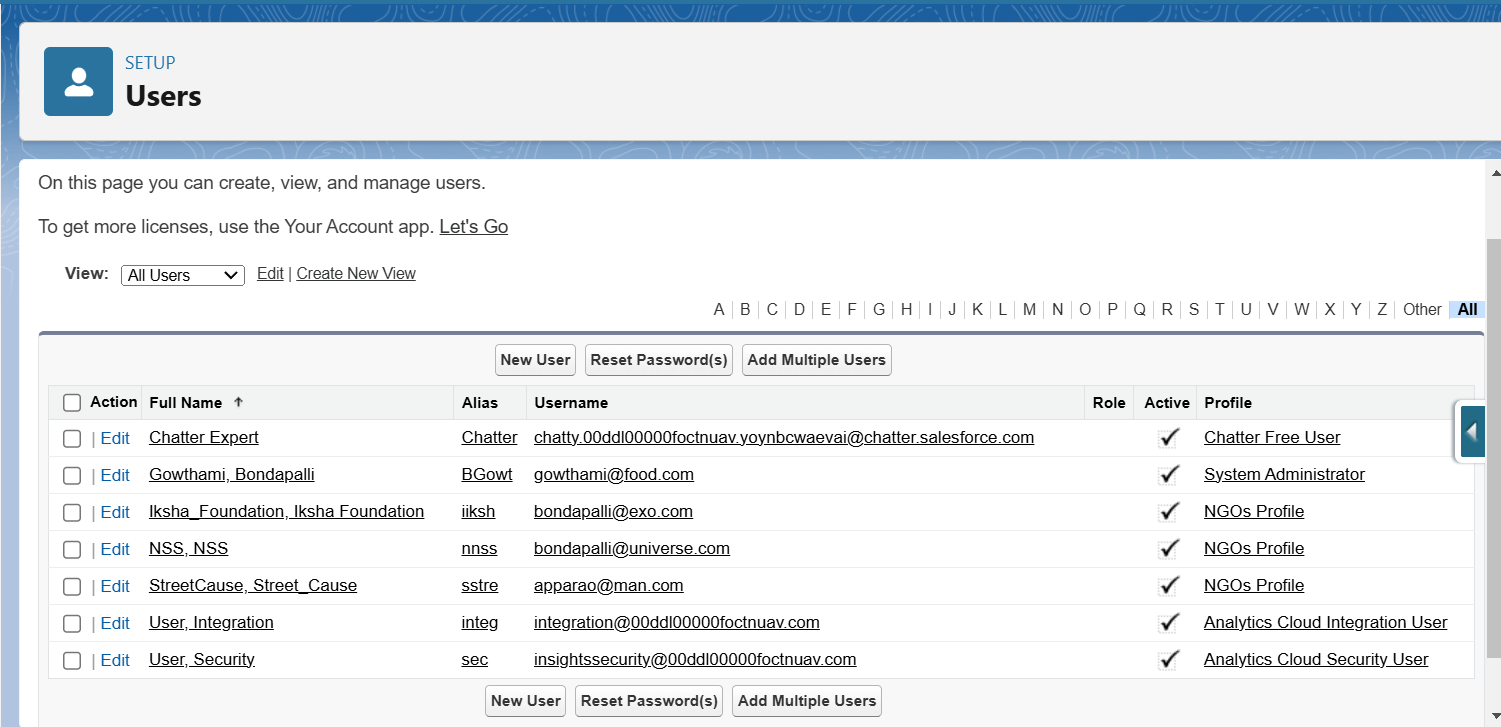 SETUP
Users
On this page you can create, view, and manage users.
To get more licenses, use the Your Account app. Let's Go
View: All Users Edit | Create New View
A | B | C | D | E | F | G | H | I | J | K | L | M | N | O | P | Q | R | S | T | U | V | W | X | Y | Z | Other | All
New User Reset Password(s) Add Multiple Users
Action Full Name ↑ Alias Username Role Active Profile
| Edit Chatter Expert Chatter chatty.00ddl00000foctnuav.yoynbcwaevai@chatter.salesforce.com ✓ Chatter Free User
| Edit Gowthami, Bondapalli BGowt gowthami@food.com ✓ System Administrator
| Edit Iksha_Foundation, Iksha Foundation iiksh bondapalli@exo.com ✓ NGOs Profile
| Edit NSS, NSS nnss bondapalli@universe.com ✓ NGOs Profile
| Edit StreetCause, Street_Cause sstre apparao@man.com ✓ NGOs Profile
| Edit User, Integration integ integration@00ddl00000foctnuav.com ✓ Analytics Cloud Integration User
| Edit User, Security sec insightssecurity@00ddl00000foctnuav.com ✓ Analytics Cloud Security User
New User Reset Password(s) Add Multiple Users